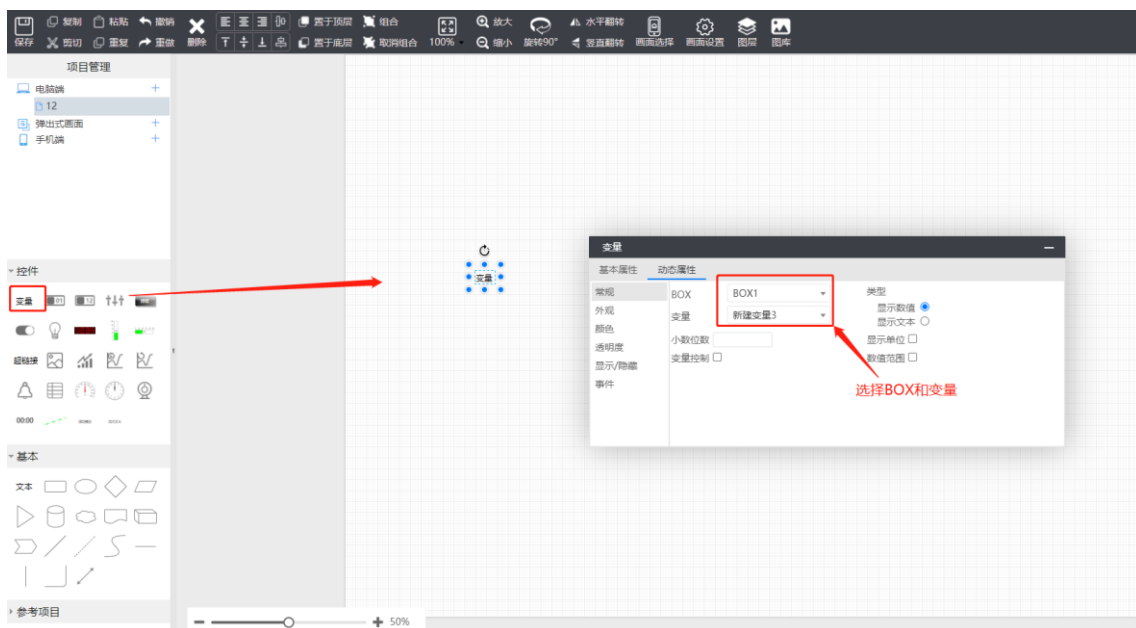 复制 粘贴 撤销 置于顶层 组合 放大 水平翻转
保存 剪切 重复 重做 删除 置于底层 取消组合 100% 缩小 旋转90° 竖直翻转 画面选择 画面设置 图层 图库
项目管理
电脑端
12
弹出式画面
手机端
控件
变量 01 12
超链接
00:00
基本
文本
参考项目
变量
变量
基本属性 动态属性
常规
外观
颜色
透明度
显示/隐藏
事件
BOX BOX1
变量 新建变量3
小数位数
变量控制
类型
显示数值
显示文本
显示单位
数值范围
选择BOX和变量
50%